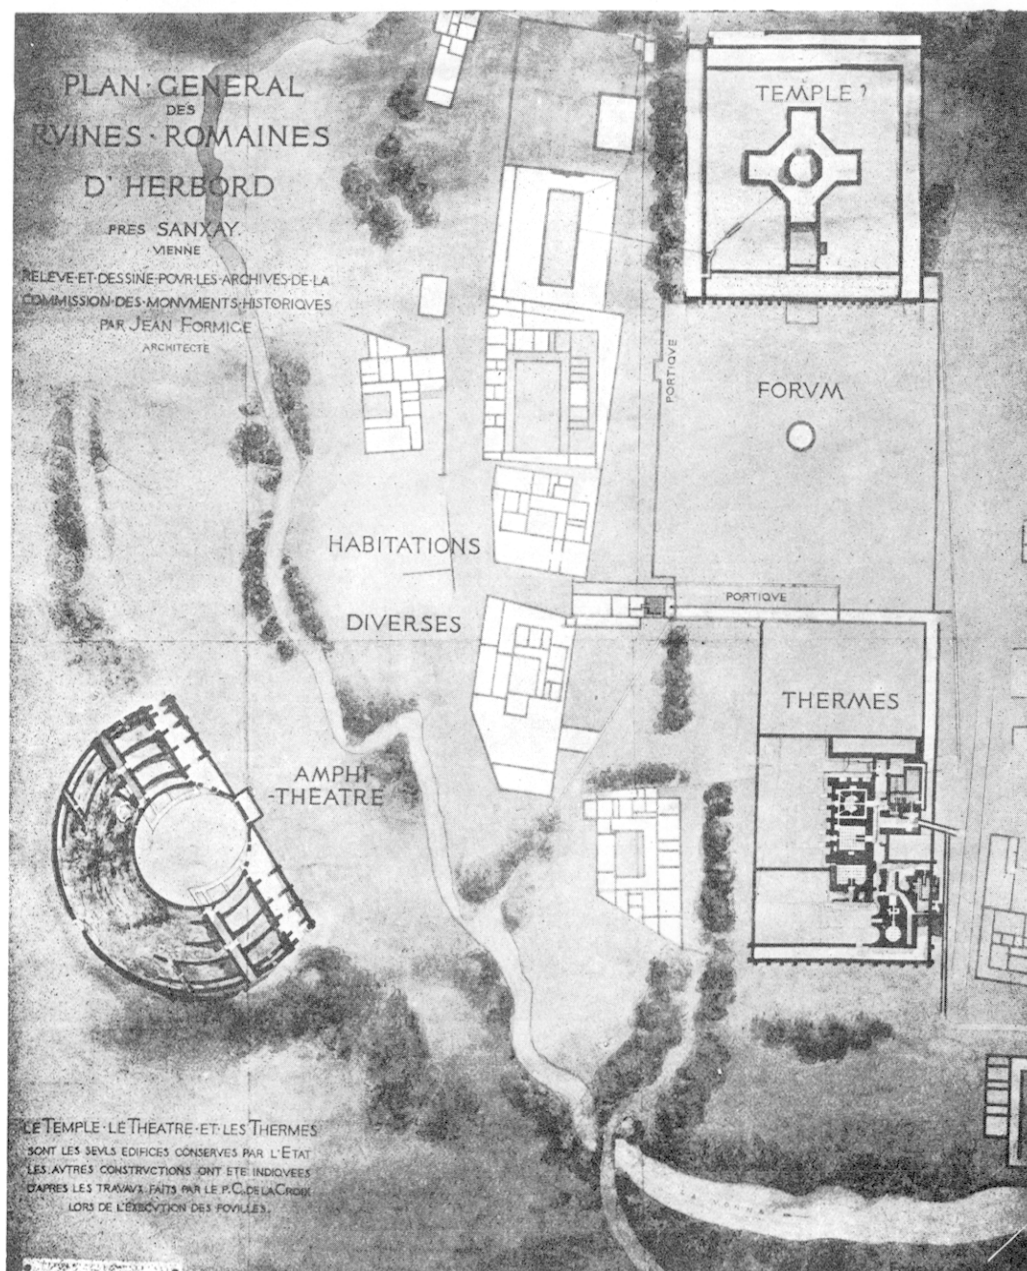 PLAN·GENERAL
DES
RVINES·ROMAINES
D'HERBORD
PRES SANXAY.
VIENNE
RELEVE·ET·DESSINE·POVR·LES·ARCHIVES·DE·LA
COMMISSION·DES·MONVMENTS·HISTORIQVES
PAR JEAN FORMIGE
ARCHITECTE
TEMPLE?
PORTIQVE
FORVM
HABITATIONS
DIVERSES
PORTIQVE
THERMES
AMPHI-
-THEATRE
LE TEMPLE·LE THEATRE·ET·LES THERMES
SONT LES SEVLS EDIFICES CONSERVES PAR L'ETAT
LES AVTRES CONSTRVCTIONS ONT ETE INDIQVEES
D'APRES LES TRAVAVX FAITS PAR LE P.C.DE LA CROIX
LORS DE L'EXECVTION DES FOVILLES.